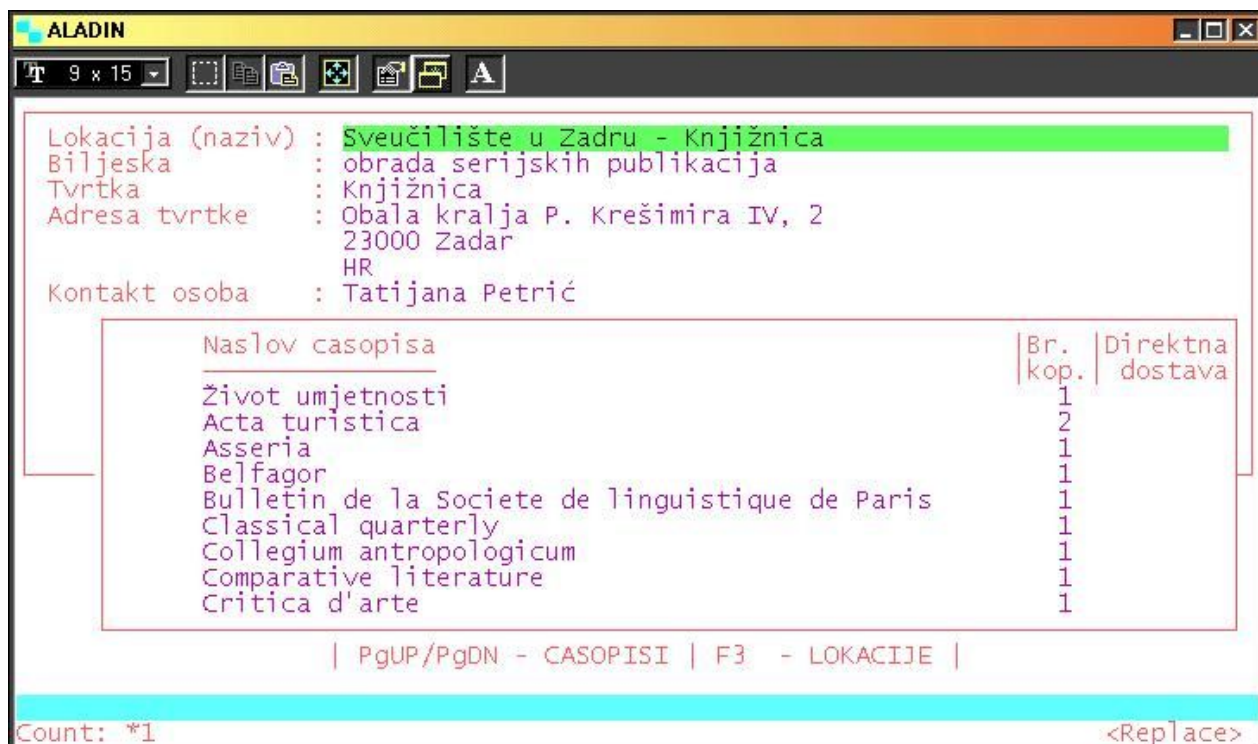 ALADIN
9 x 15
A
Lokacija (naziv) : Sveučilište u Zadru - Knjižnica
Biljeska : obrada serijskih publikacija
Tvrtka : Knjižnica
Adresa tvrtke : Obala kralja P. Krešimira IV, 2
23000 Zadar
HR
Kontakt osoba : Tatijana Petrić
Naslov casopisa |Br. |Direktna
|kop.| dostava
Život umjetnosti 1
Acta turistica 2
Asseria 1
Belfagor 1
Bulletin de la Societe de linguistique de Paris 1
Classical quarterly 1
Collegium antropologicum 1
Comparative literature 1
Critica d'arte 1
| PgUP/PgDN - CASOPISI | F3 - LOKACIJE |
Count: *1 <Replace>